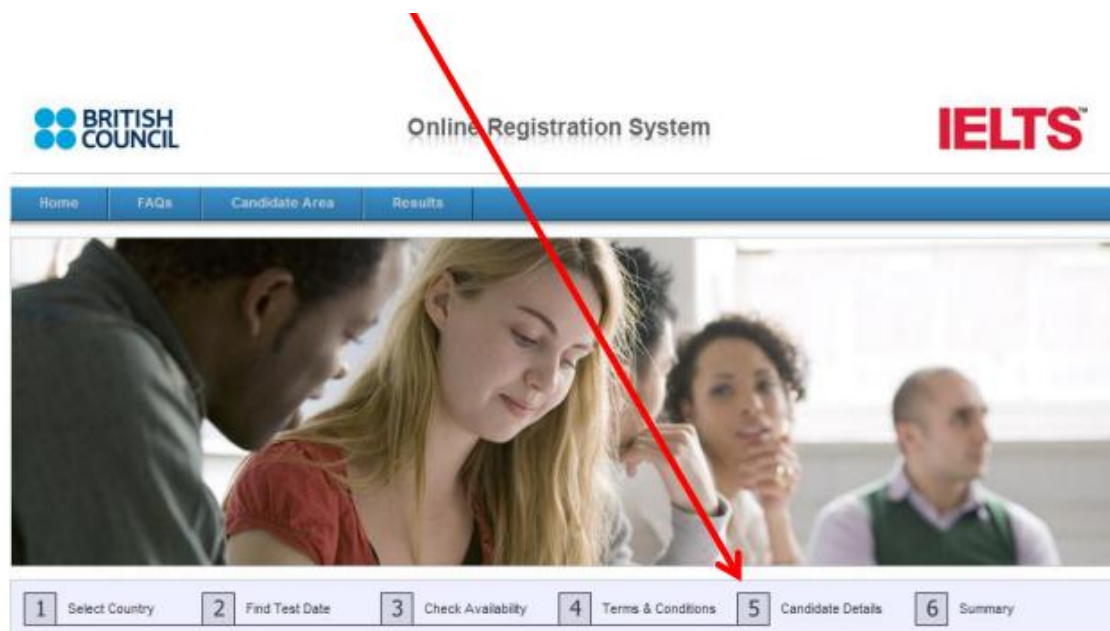 BRITISH
COUNCIL
Online Registration System
IELTS™
Home FAQs Candidate Area Results
1 Select Country 2 Find Test Date 3 Check Availability 4 Terms & Conditions 5 Candidate Details 6 Summary